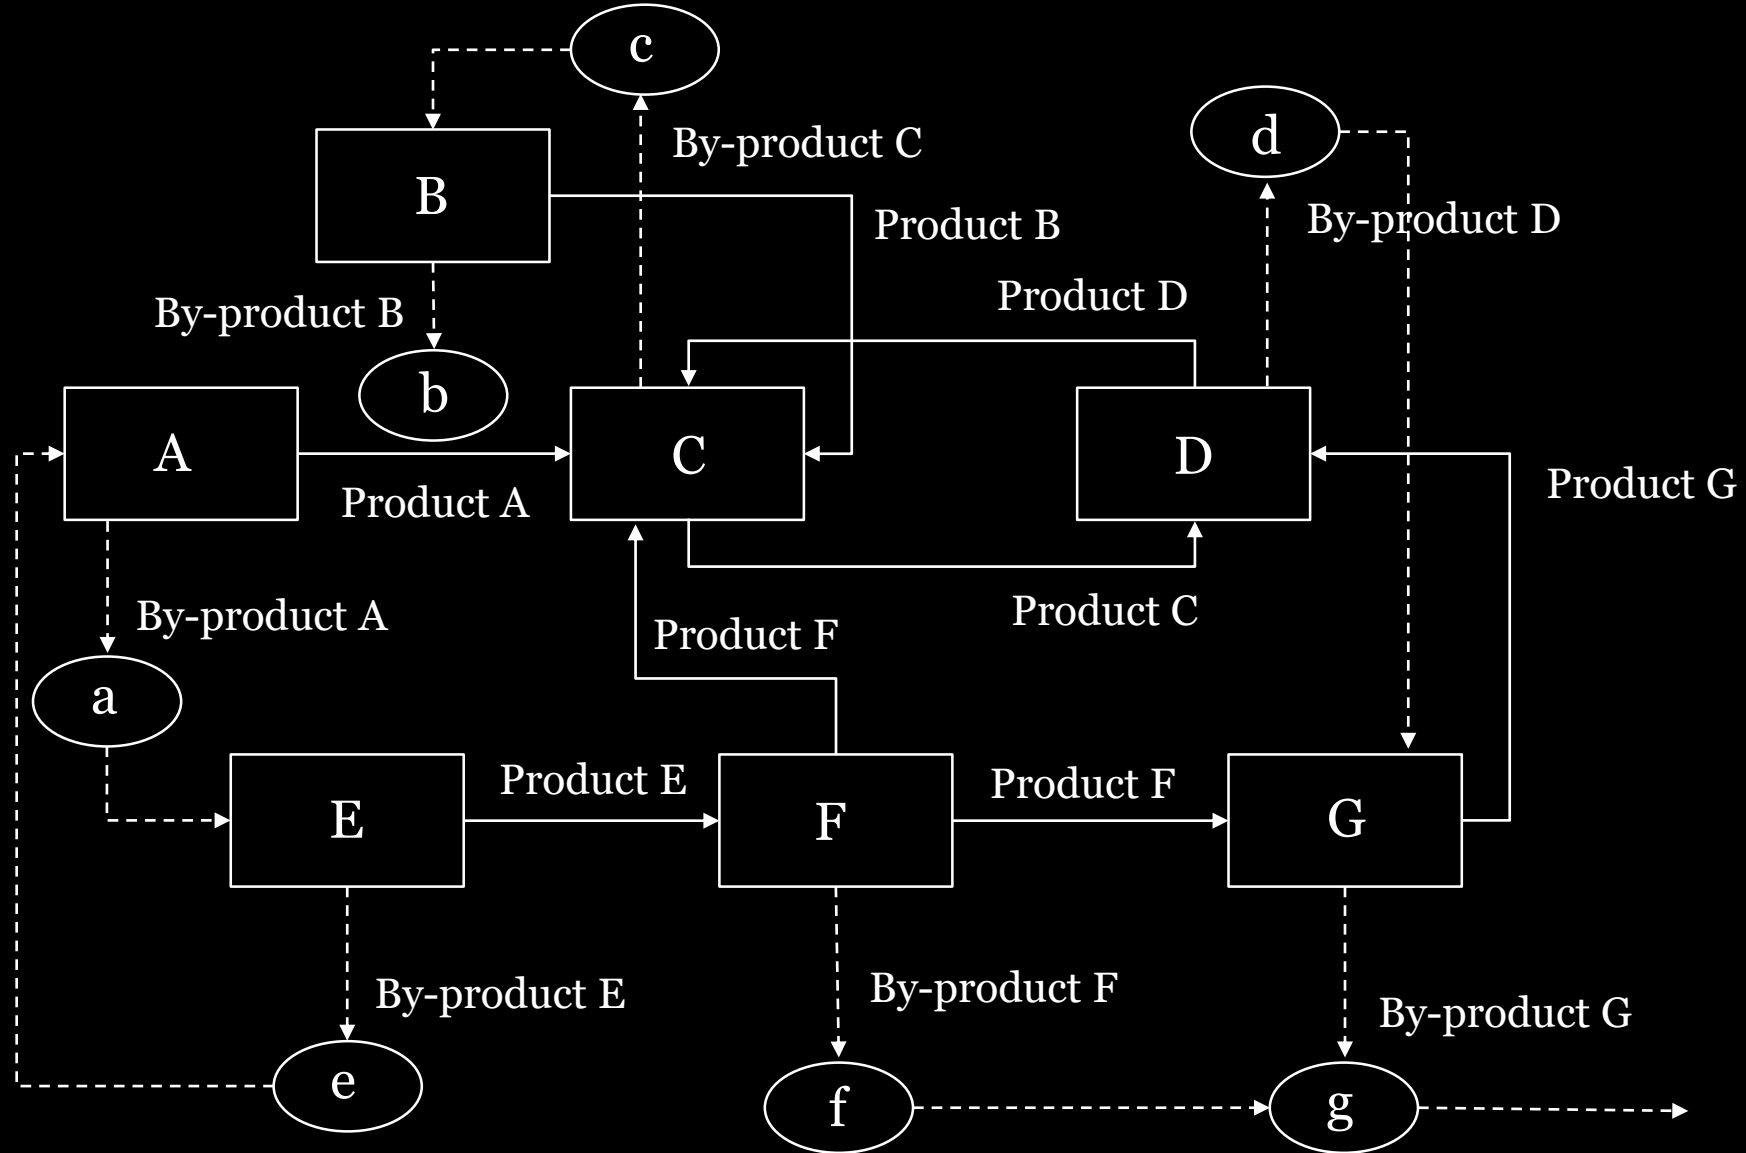 c
By-product C
d
B
Product B
By-product D
By-product B
Product D
b
A
C
D
Product A
Product G
By-product A
Product F
Product C
a
E
Product E
F
Product F
G
By-product E
By-product F
By-product G
e
f
g